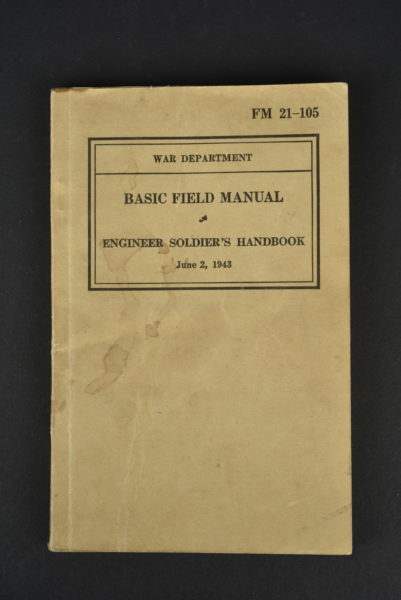 FM 21-105
WAR DEPARTMENT
BASIC FIELD MANUAL
ENGINEER SOLDIER'S HANDBOOK
June 2, 1943